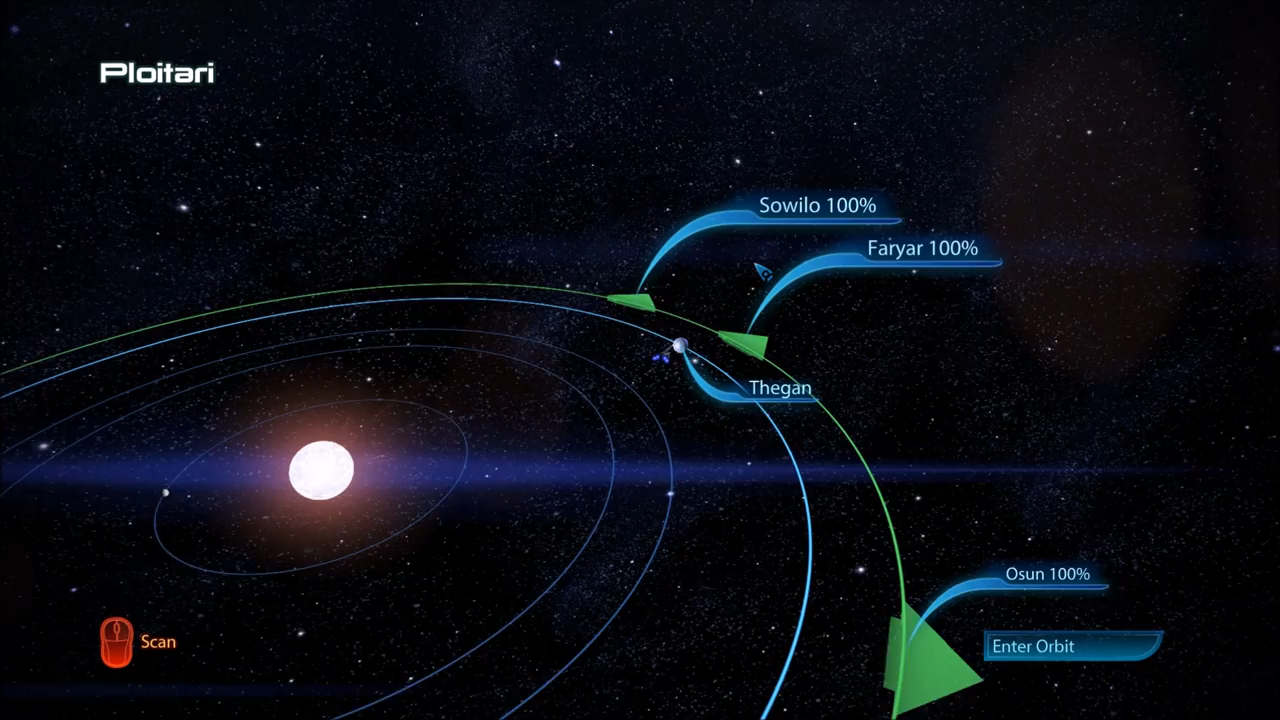 Ploitari
Sowilo 100%
Faryar 100%
Thegan
Osun 100%
Scan
Enter Orbit